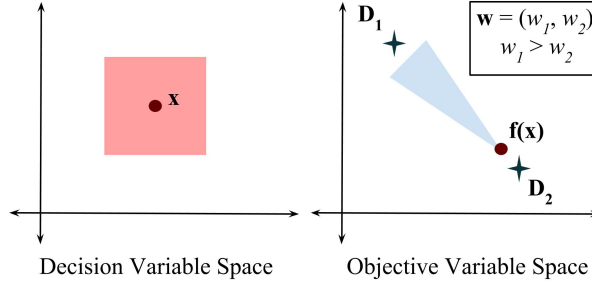 x
Decision Variable Space
D1
D2
f(x)
w = (w1, w2)
w1 > w2
Objective Variable Space